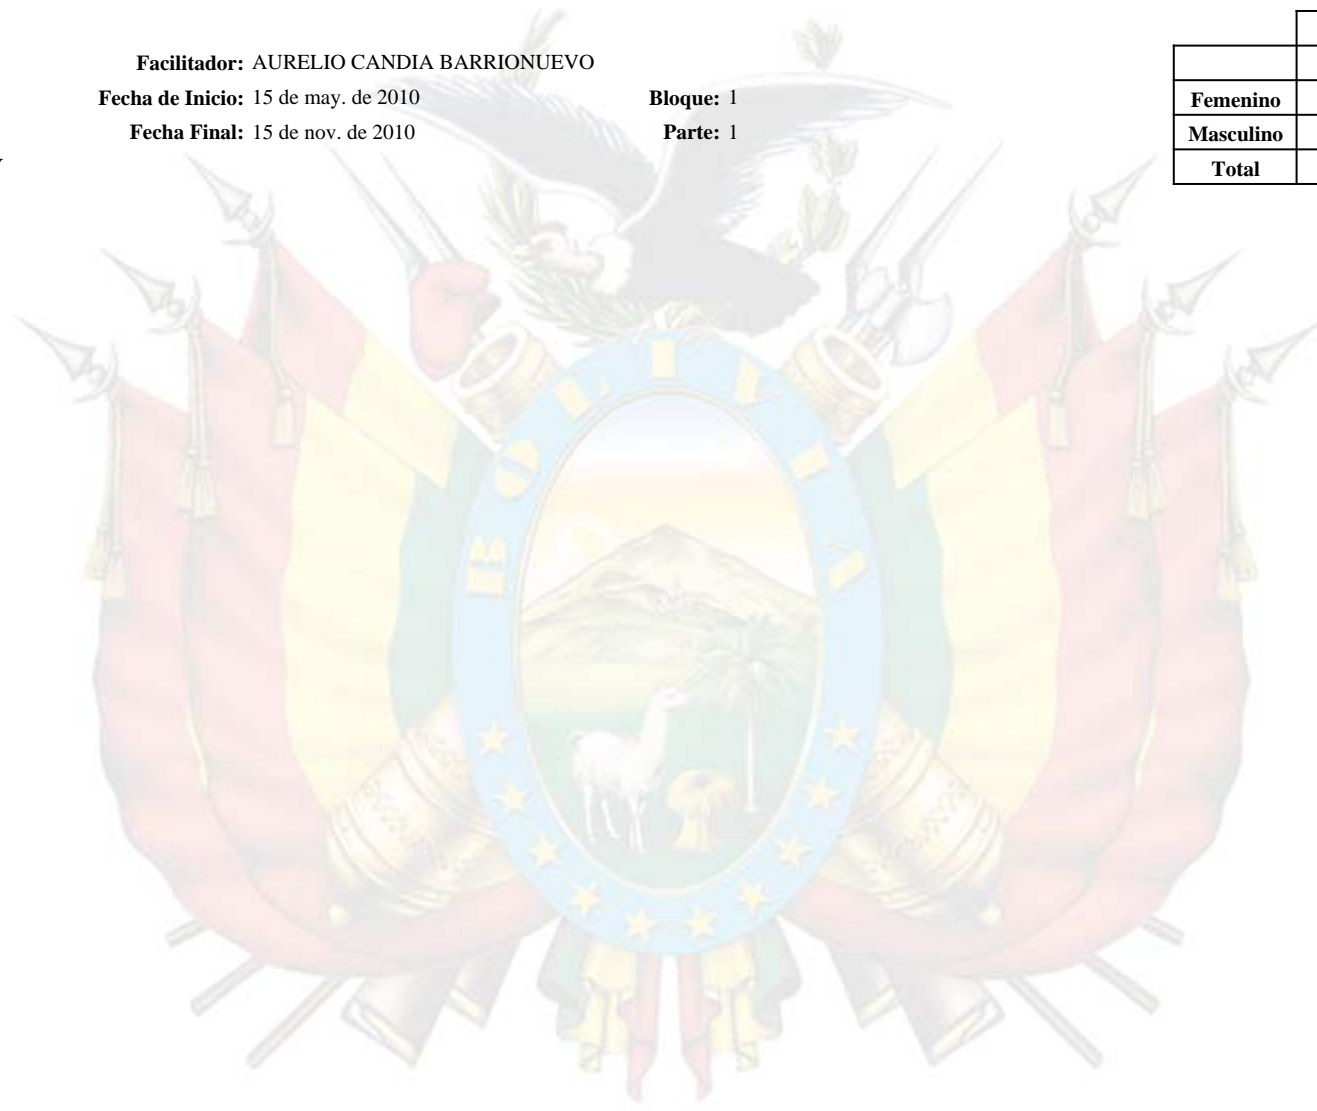 Facilitador: AURELIO CANDIA BARRIONUEVO
Fecha de Inicio: 15 de may. de 2010 Bloque: 1
Fecha Final: 15 de nov. de 2010 Parte: 1
Femenino
Masculino
Total
BOLIVIA